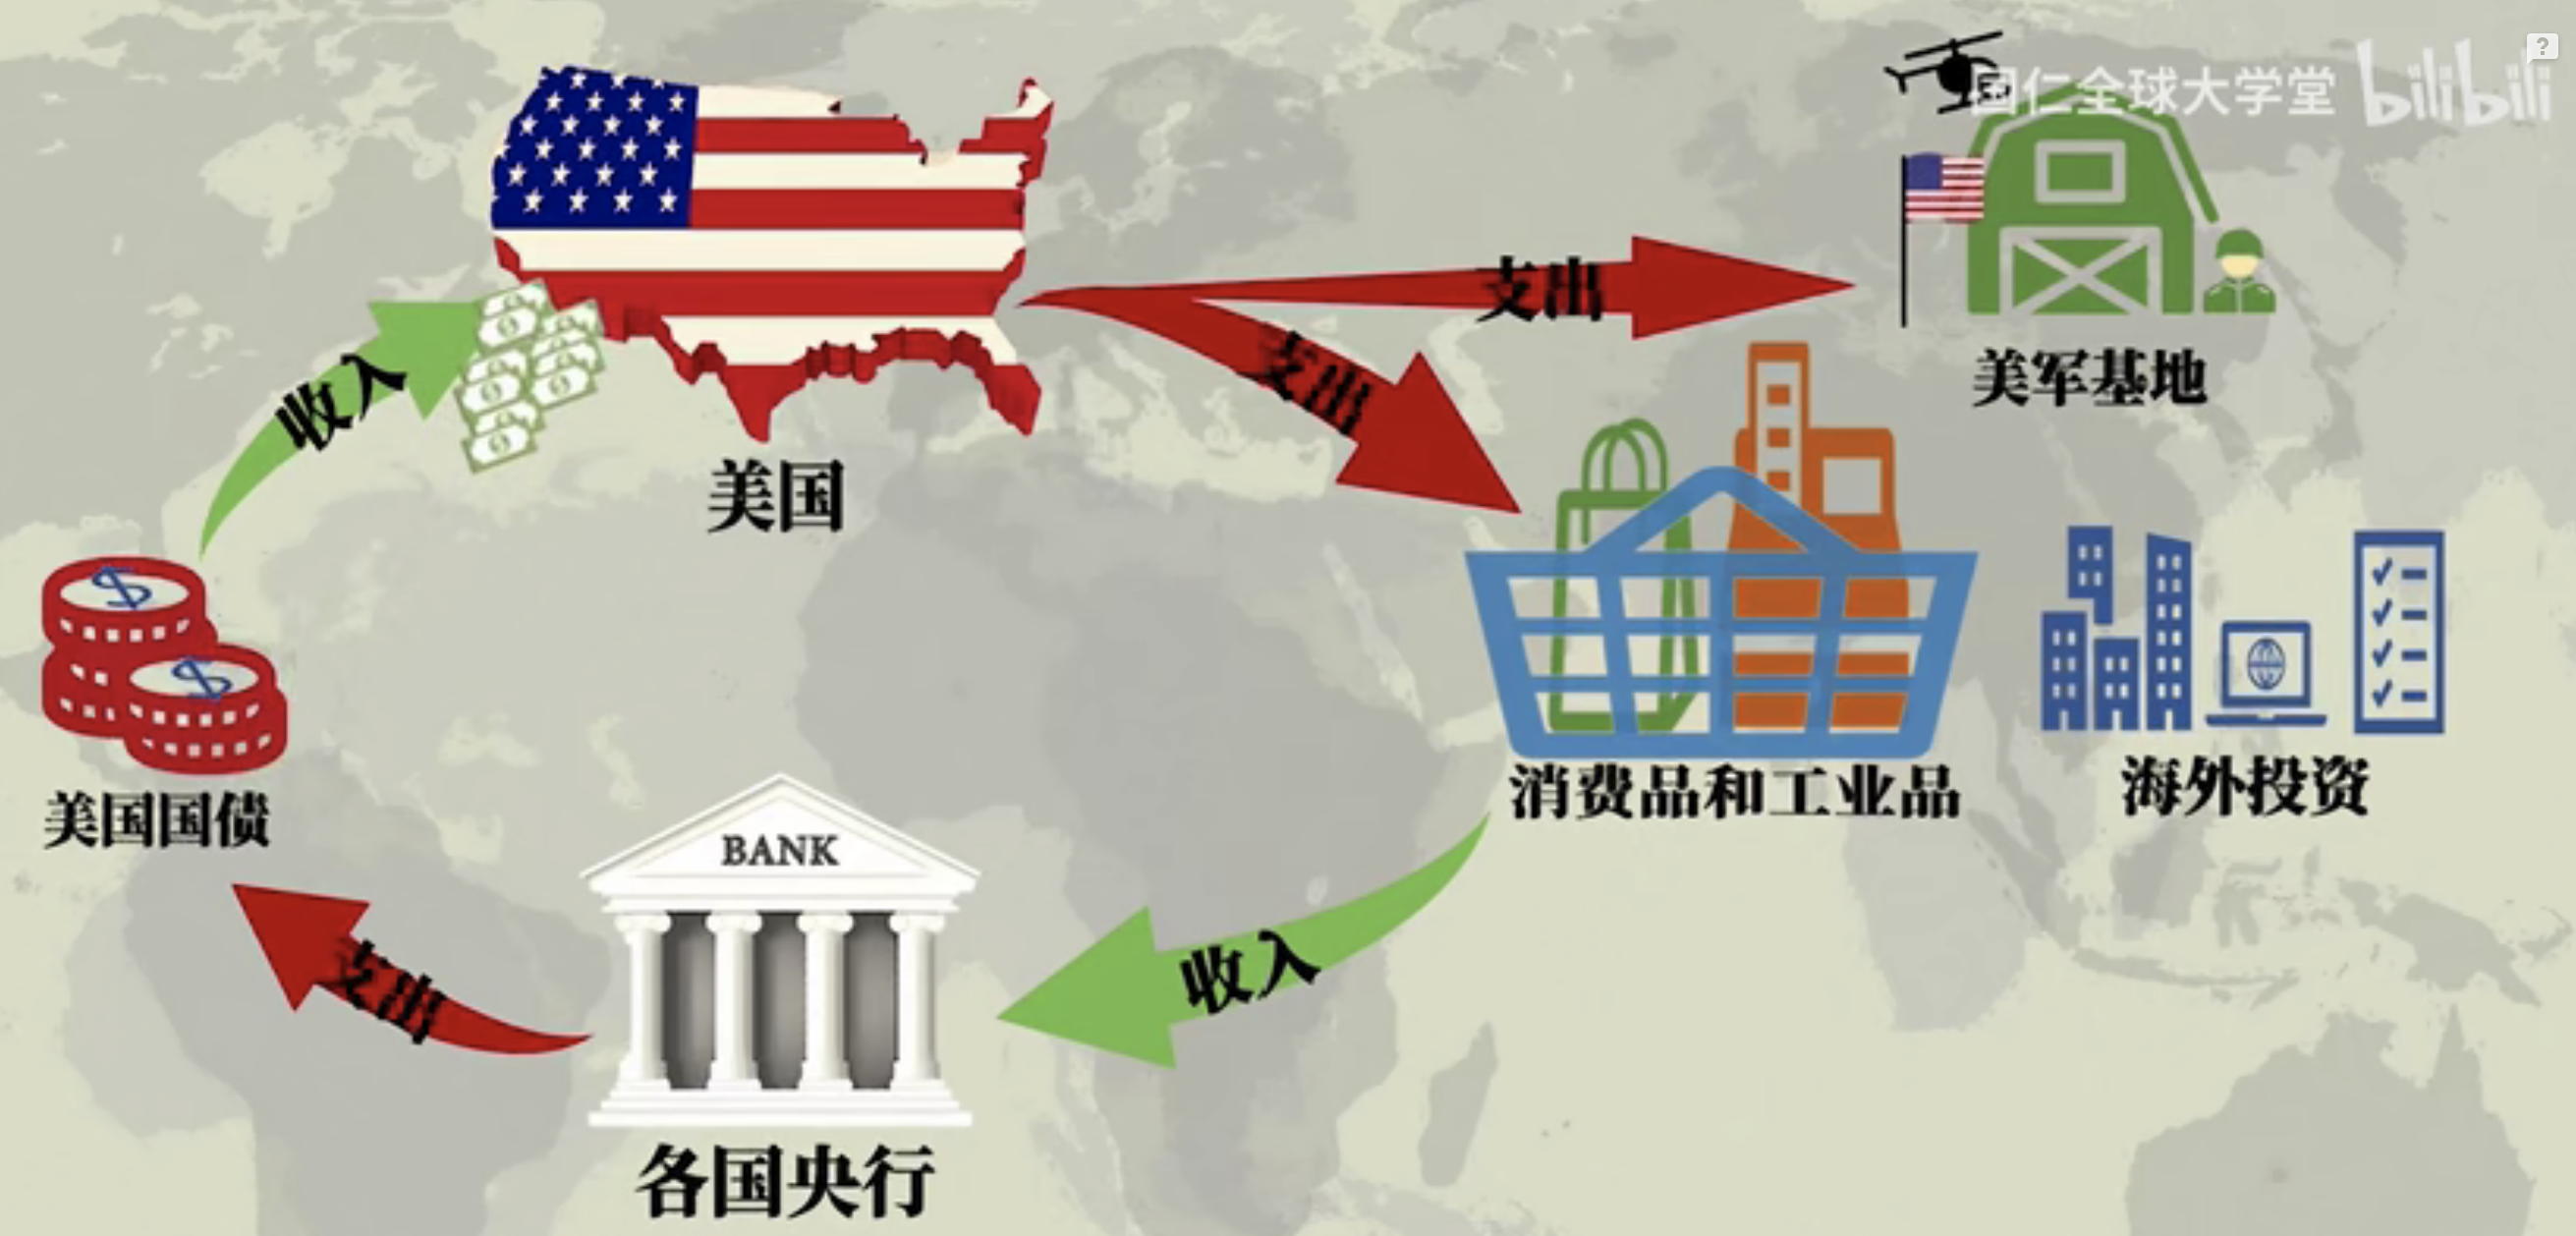 国仁全球大学堂 bilibili
支出
美军基地
支出
收入
美国
美国国债
消费品和工业品
海外投资
BANK
收入
支出
各国央行